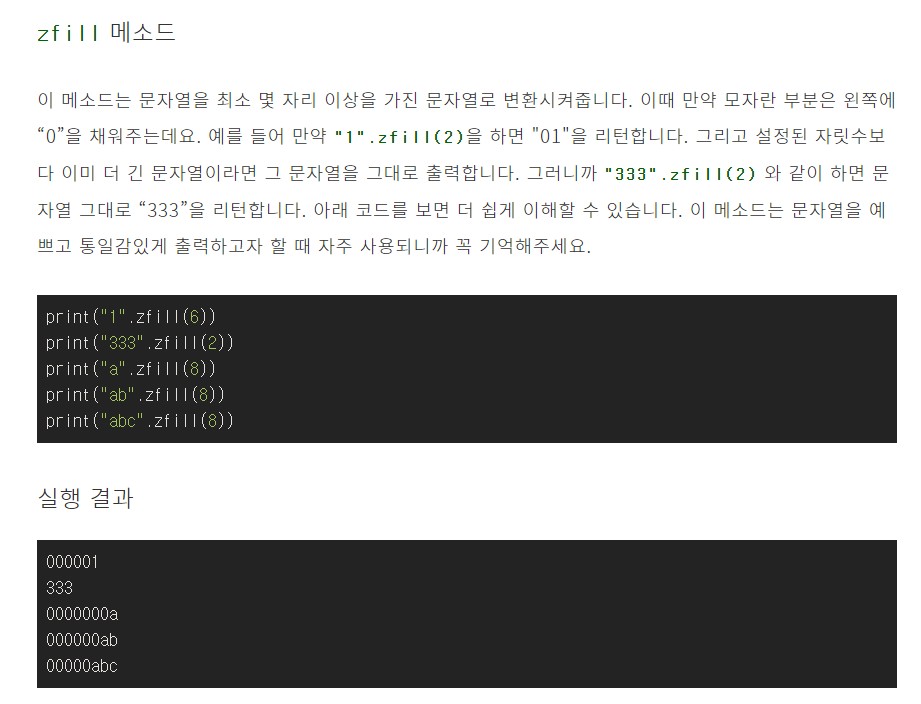 zfill 메소드
이 메소드는 문자열을 최소 몇 자리 이상을 가진 문자열로 변환시켜줍니다. 이때 만약 모자란 부분은 왼쪽에
“0”을 채워주는데요. 예를 들어 만약 "1".zfill(2)을 하면 "01"을 리턴합니다. 그리고 설정된 자릿수보
다 이미 더 긴 문자열이라면 그 문자열을 그대로 출력합니다. 그러니까 "333".zfill(2) 와 같이 하면 문
자열 그대로 “333”을 리턴합니다. 아래 코드를 보면 더 쉽게 이해할 수 있습니다. 이 메소드는 문자열을 예
쁘고 통일감있게 출력하고자 할 때 자주 사용되니까 꼭 기억해주세요.
print("1".zfill(6))
print("333".zfill(2))
print("a".zfill(8))
print("ab".zfill(8))
print("abc".zfill(8))
실행 결과
000001
333
0000000a
000000ab
00000abc